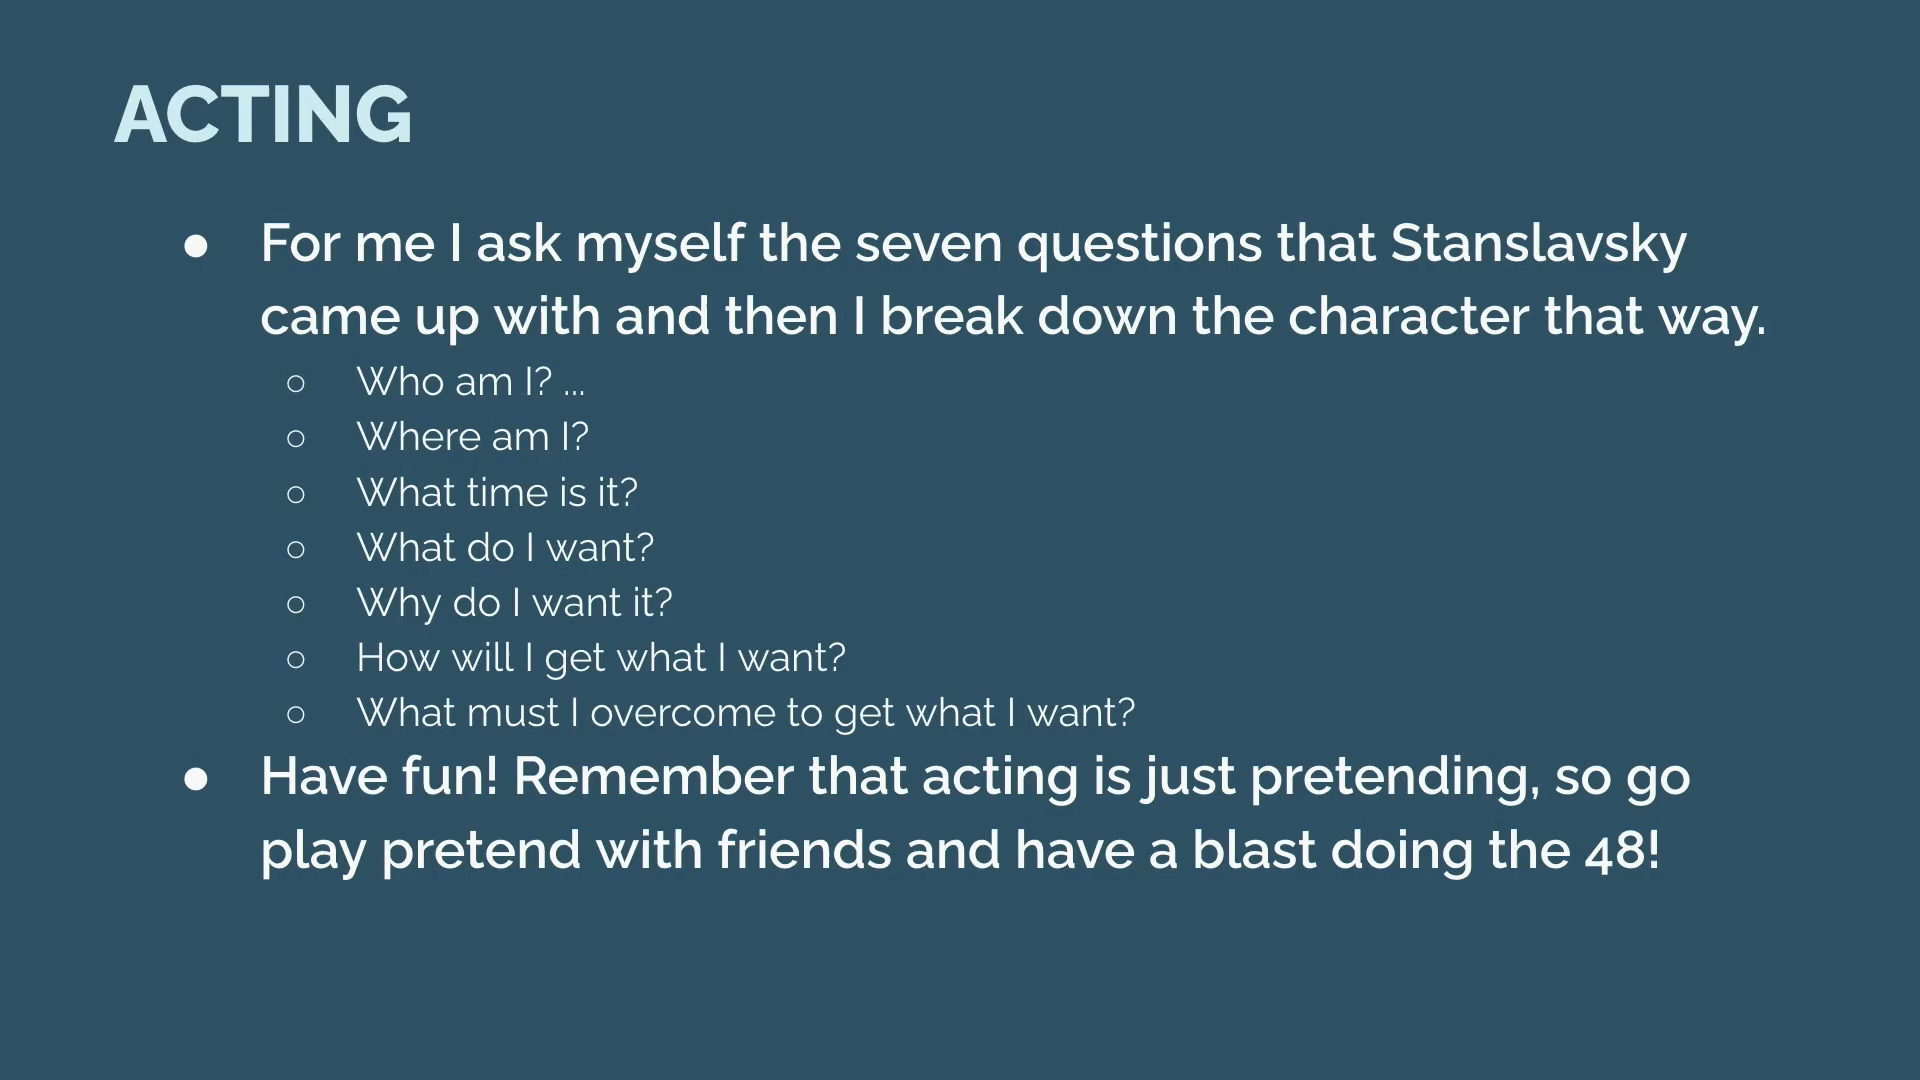 ACTING
● For me I ask myself the seven questions that Stanslavsky
came up with and then I break down the character that way.
○ Who am I? ...
○ Where am I?
○ What time is it?
○ What do I want?
○ Why do I want it?
○ How will I get what I want?
○ What must I overcome to get what I want?
● Have fun! Remember that acting is just pretending, so go
play pretend with friends and have a blast doing the 48!